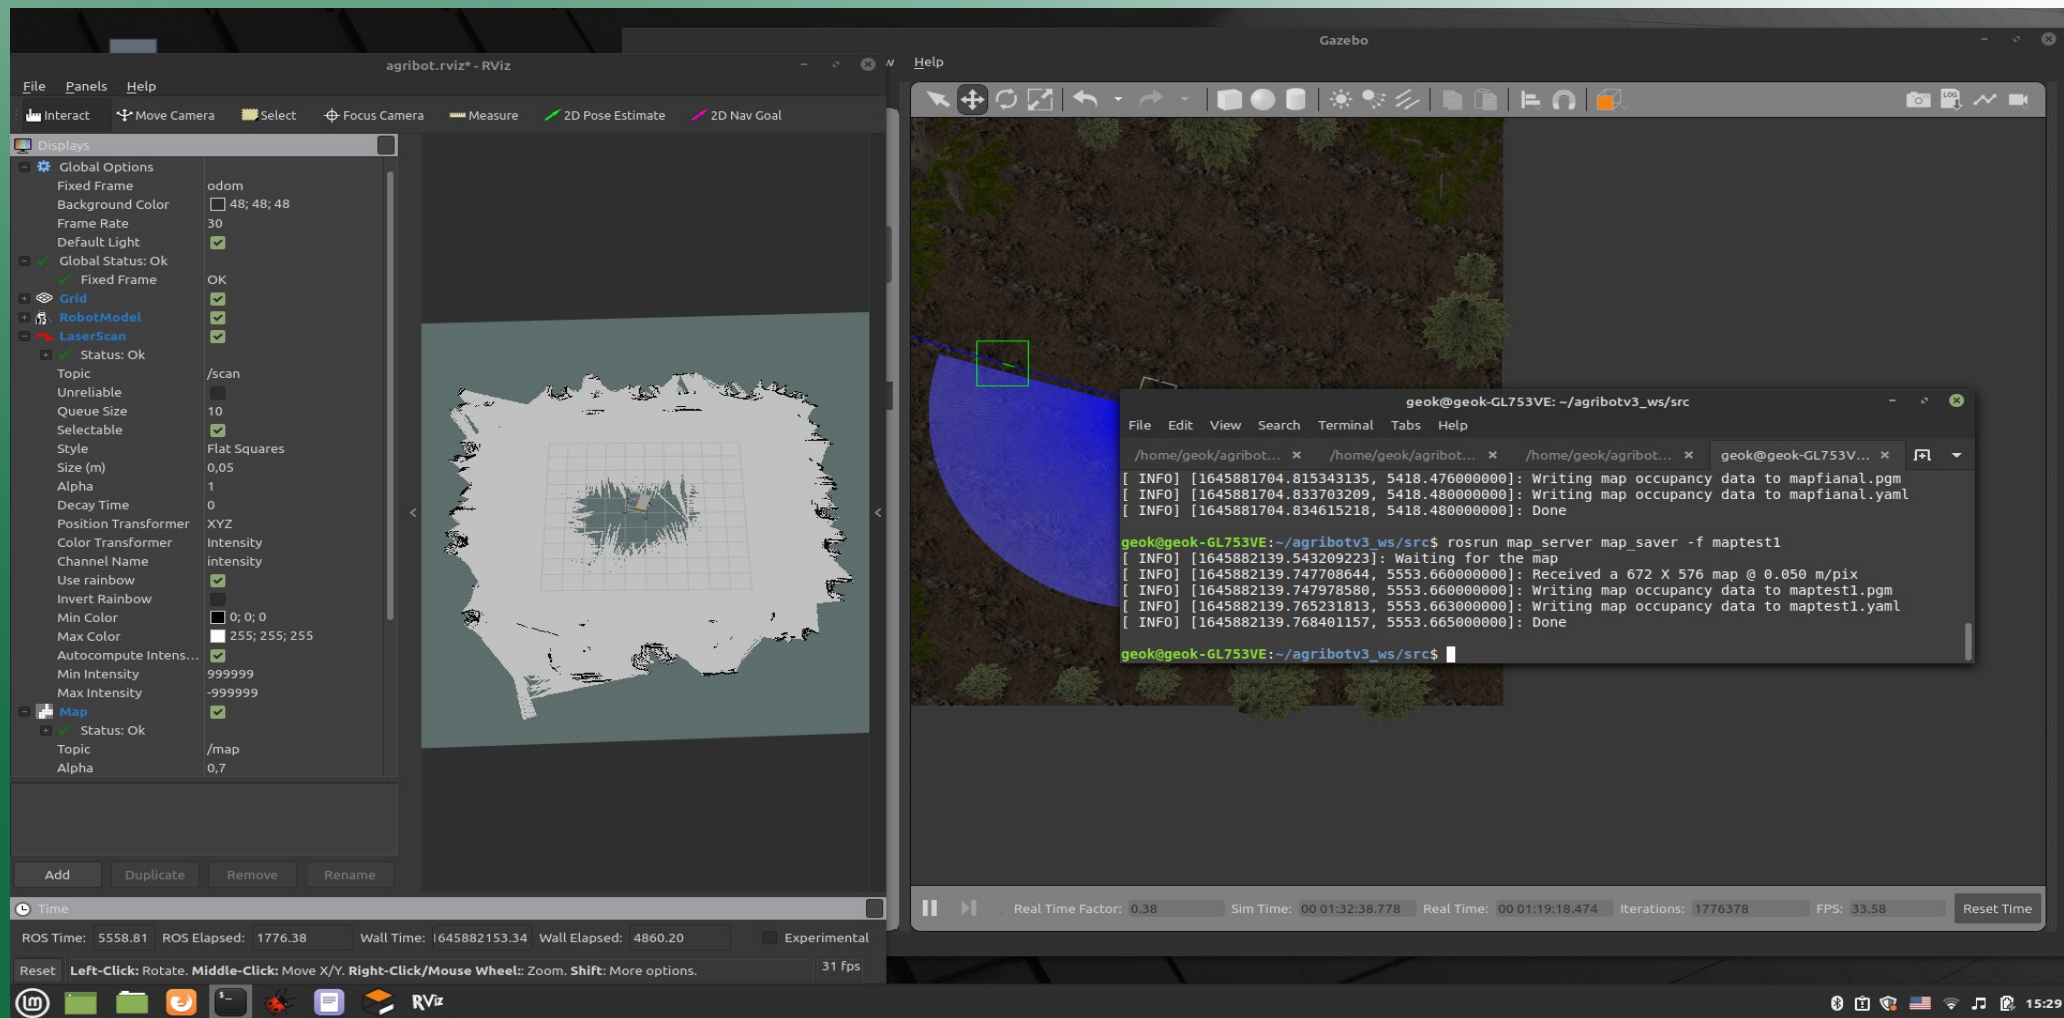 agribot.rviz* - RViz
File Panels Help
Interact Move Camera Select Focus Camera Measure 2D Pose Estimate 2D Nav Goal
Displays
Global Options
Fixed Frame odom
Background Color 48; 48; 48
Frame Rate 30
Default Light
Global Status: Ok
Fixed Frame OK
Grid
RobotModel
LaserScan
Status: Ok
Topic /scan
Unreliable
Queue Size 10
Selectable
Style Flat Squares
Size (m) 0,05
Alpha 1
Decay Time 0
Position Transformer XYZ
Color Transformer Intensity
Channel Name intensity
Use rainbow
Invert Rainbow
Min Color 0; 0; 0
Max Color 255; 255; 255
Autocompute Intens...
Min Intensity 999999
Max Intensity -999999
Map
Status: Ok
Topic /map
Alpha 0,7
Add Duplicate Remove Rename
Time
ROS Time: 5558.81 ROS Elapsed: 1776.38 Wall Time: 1645882153.34 Wall Elapsed: 4860.20 Experimental
Reset Left-Click: Rotate. Middle-Click: Move X/Y. Right-Click/Mouse Wheel:: Zoom. Shift: More options. 31 fps
Gazebo
w Help
LOG
geok@geok-GL753VE: ~/agribotv3_ws/src
File Edit View Search Terminal Tabs Help
/home/geok/agribot... /home/geok/agribot... /home/geok/agribot... geok@geok-GL753V...
[ INFO] [1645881704.815343135, 5418.476000000]: Writing map occupancy data to mapfianal.pgm
[ INFO] [1645881704.833703209, 5418.480000000]: Writing map occupancy data to mapfianal.yaml
[ INFO] [1645881704.834615218, 5418.480000000]: Done
geok@geok-GL753VE:~/agribotv3_ws/src$ rosrun map_server map_saver -f maptest1
[ INFO] [1645882139.543209223]: Waiting for the map
[ INFO] [1645882139.747708644, 5553.660000000]: Received a 672 X 576 map @ 0.050 m/pix
[ INFO] [1645882139.747978580, 5553.660000000]: Writing map occupancy data to maptest1.pgm
[ INFO] [1645882139.765231813, 5553.663000000]: Writing map occupancy data to maptest1.yaml
[ INFO] [1645882139.768401157, 5553.665000000]: Done
geok@geok-GL753VE:~/agribotv3_ws/src$
Real Time Factor: 0.38 Sim Time: 00 01:32:38.778 Real Time: 00 01:19:18.474 Iterations: 1776378 FPS: 33.58 Reset Time
RViz
15:29